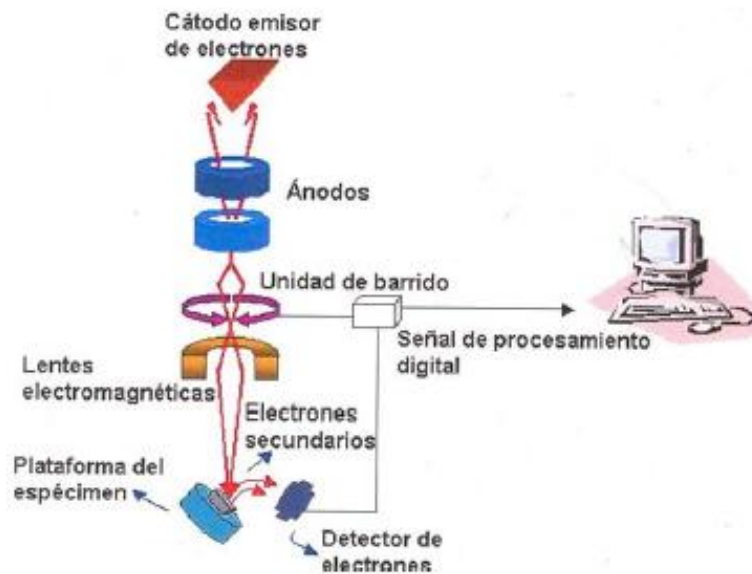 Cátodo emisor
de electrones
Ánodos
Unidad de barrido
Señal de procesamiento
digital
Lentes
electromagnéticas
Electrones
secundarios
Plataforma del
espécimen
Detector de
electrones